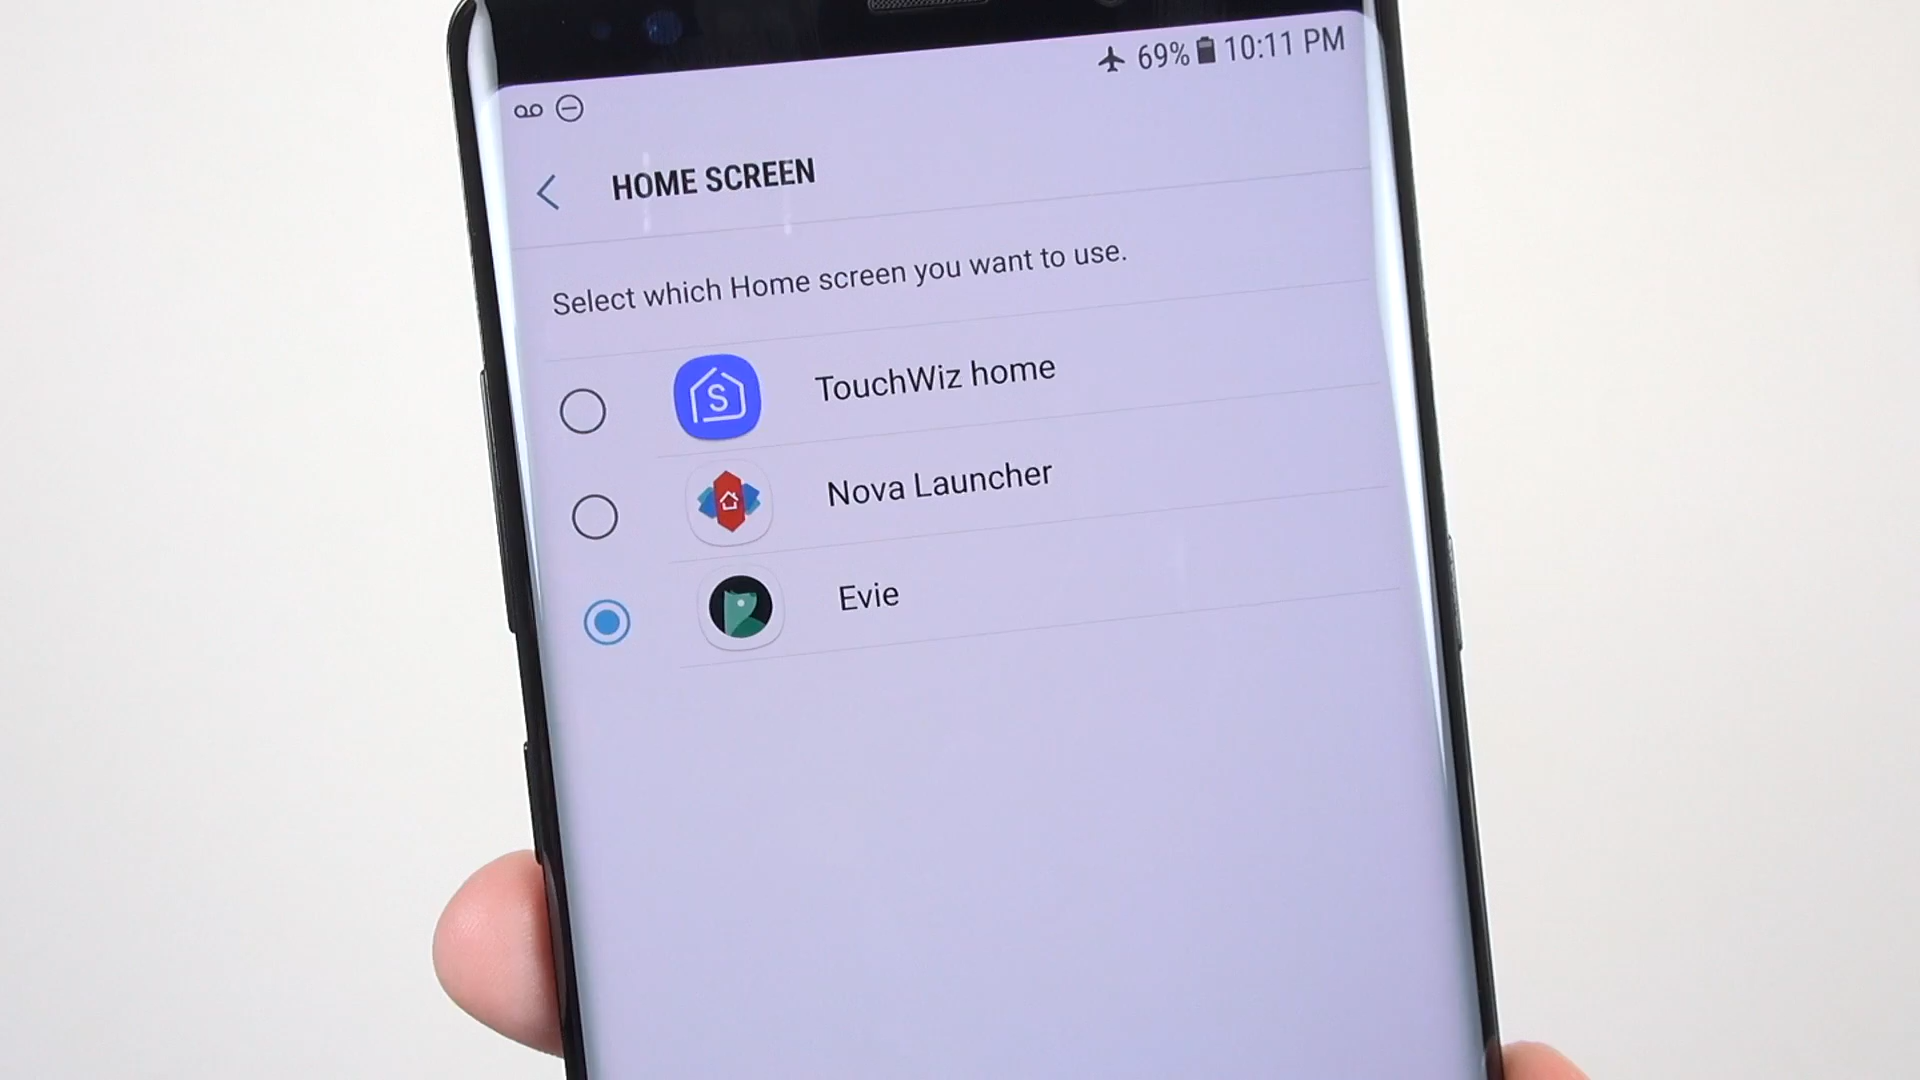 69% 10:11 PM
HOME SCREEN
Select which Home screen you want to use.
S
TouchWiz home
Nova Launcher
Evie